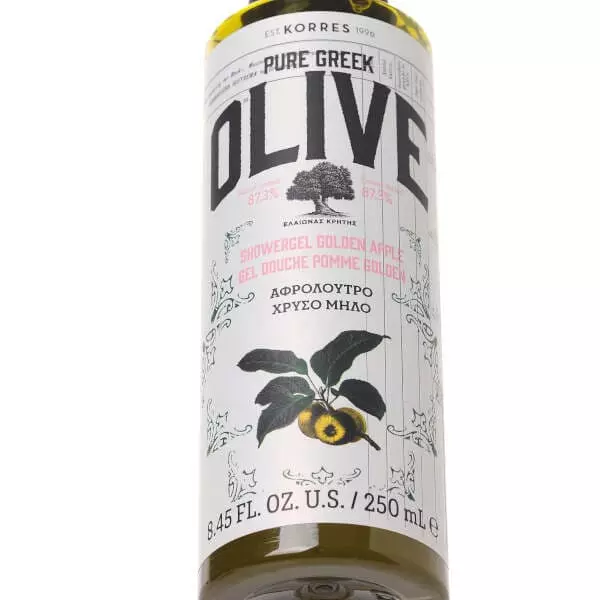 EST. KORRES 1996
PURE GREEK
OLIVE
87.3%
87.3%
ΕΛΑΙΩΝΑΣ ΚΡΗΤΗΣ
SHOWERGEL GOLDEN APPLE
GEL DOUCHE POMME GOLDEN
ΑΦΡΟΛΟΥΤΡΟ
ΧΡΥΣΟ ΜΗΛΟ
8.45 FL. OZ. U.S. / 250 mL ℮